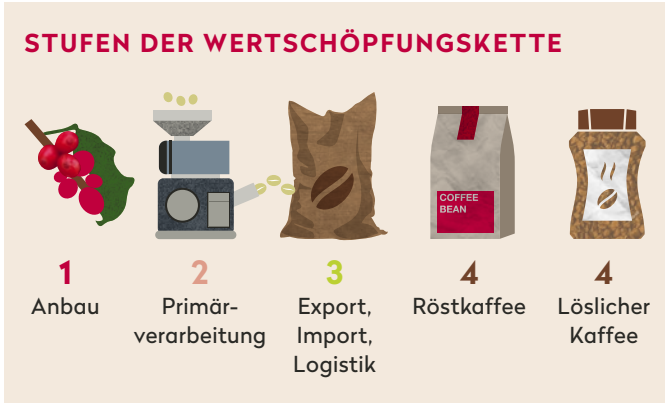 STUFEN DER WERTSCHÖPFUNGSKETTE
COFFEE
BEAN
1
Anbau
2
Primär-
verarbeitung
3
Export,
Import,
Logistik
4
Röstkaffee
4
Löslicher
Kaffee